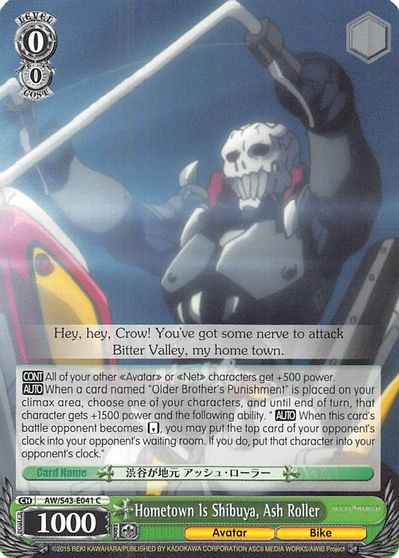 LEVEL
0
0
COST
Hey, hey, Crow! You've got some nerve to attack
Bitter Valley, my home town.
CONT All of your other «Avatar» or «Net» characters get +500 power.
AUTO When a card named "Older Brother's Punishment" is placed on
your climax area, choose one of your characters, and until end of turn, that
character gets +1500 power and the following ability. " AUTO When this card's
battle opponent becomes [ ], you may put the top card of your opponent's
clock into your opponent's waiting room. If you do, put that character into your
opponent's clock."
Card Name
渋谷が地元 アッシュ・ローラー
CH
AW/S43-E041 C
Hometown Is Shibuya, Ash Roller
ACCEL WORLD
POWER
1000
Avatar
Bike
©2015 REKI KAWAHARA/PUBLISHED BY KADOKAWA CORPORATION ASCII MEDIA WORKS/AWIB Project